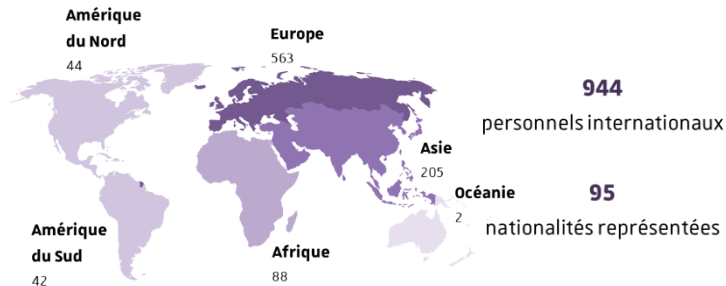 Amérique
du Nord
44
Europe
563
944
personnels internationaux
Asie
205
Océanie
2
95
nationalités représentées
Amérique
du Sud
42
Afrique
88